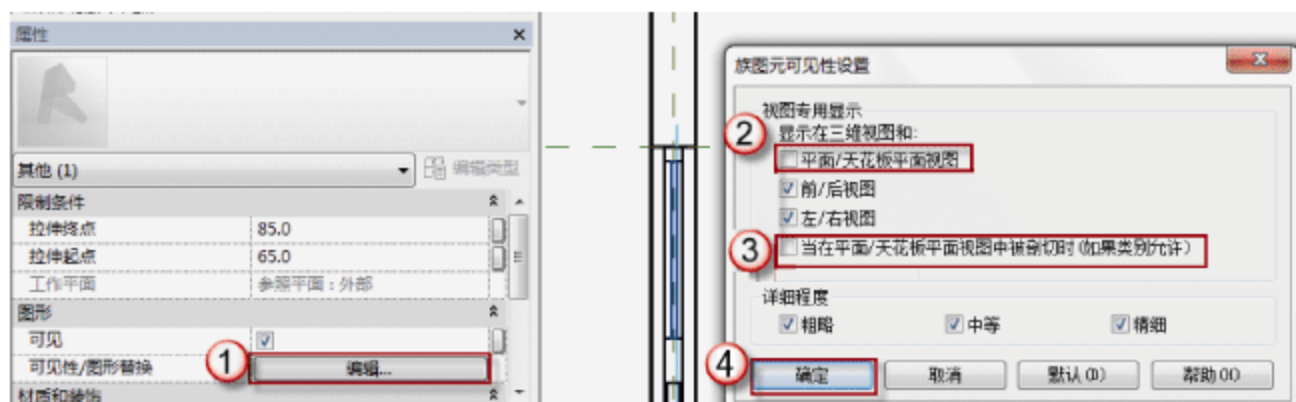 属性
其他 (1)
编辑类型
限制条件
拉伸终点 85.0
拉伸起点 65.0
工作平面 参照平面：外部
图形
可见
可见性/图形替换 1 编辑...
材质和装饰
族图元可见性设置
视图专用显示
2 显示在三维视图和:
平面/天花板平面视图
前/后视图
左/右视图
3 当在平面/天花板平面视图中被剖切时(如果类别允许)
详细程度
粗略 中等 精细
4 确定 取消 默认(D) 帮助(O)